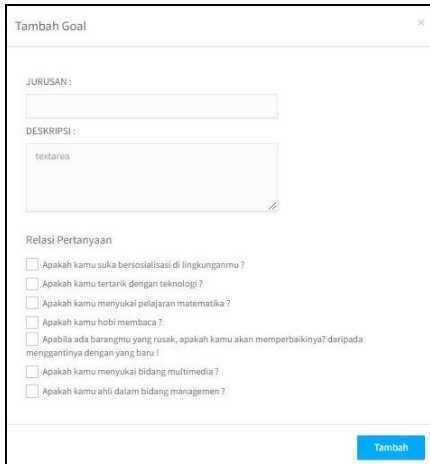 Tambah Goal
×
JURUSAN :
DESKRIPSI :
textarea
Relasi Pertanyaan
Apakah kamu suka bersosialisasi di lingkunganmu ?
Apakah kamu tertarik dengan teknologi ?
Apakah kamu menyukai pelajaran matematika ?
Apakah kamu hobi membaca ?
Apabila ada barangmu yang rusak, apakah kamu akan memperbaikinya? daripada
menggantinya dengan yang baru !
Apakah kamu menyukai bidang multimedia ?
Apakah kamu ahli dalam bidang managemen ?
Tambah